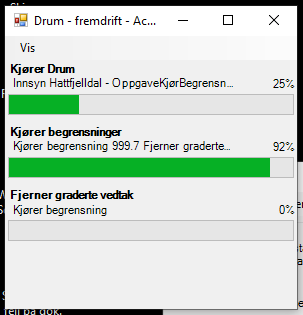 Drum - fremdrift - Ac...
Vis
Kjører Drum
Innsyn Hattfjelldal - OppgaveKjørBegrensn... 25%
Kjører begrensninger
Kjører begrensning 999.7 Fjerner graderte... 92%
Fjerner graderte vedtak
Kjører begrensning 0%